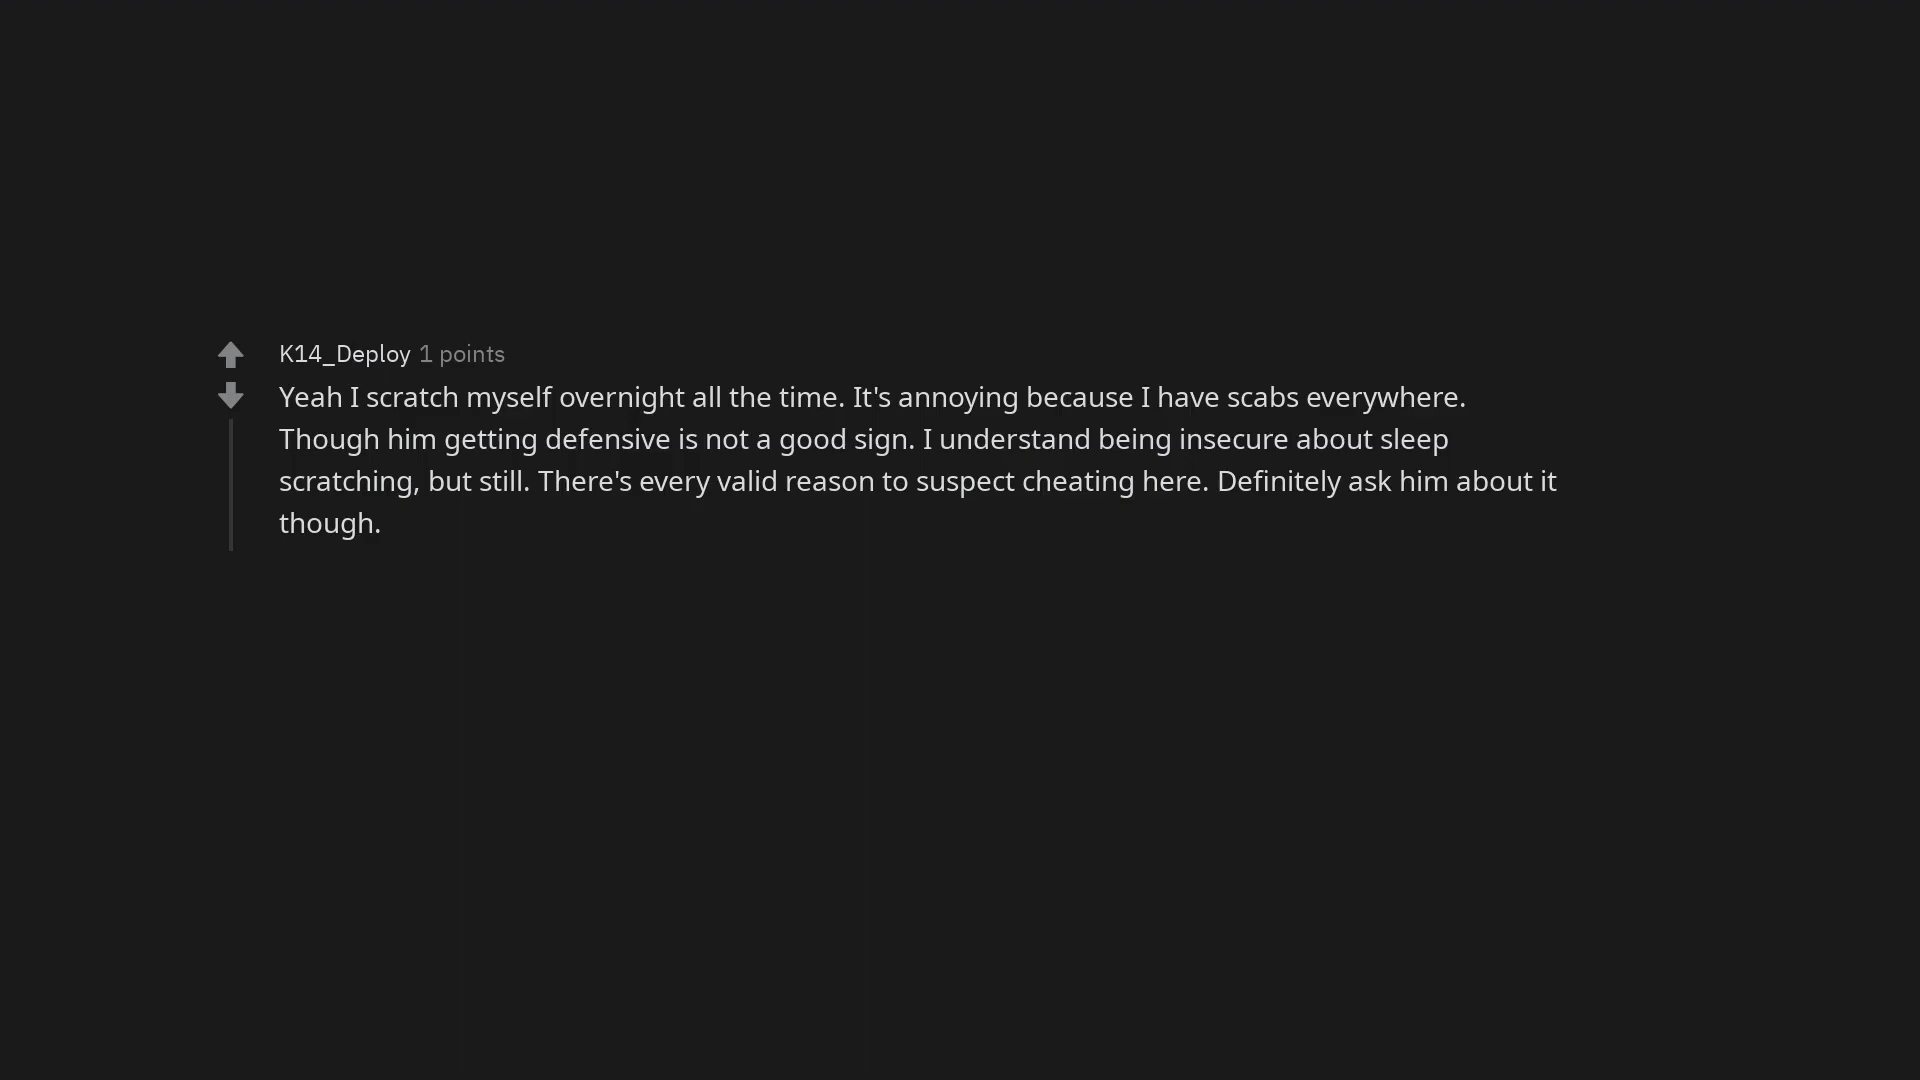 K14_Deploy 1 points
Yeah I scratch myself overnight all the time. It's annoying because I have scabs everywhere.
Though him getting defensive is not a good sign. I understand being insecure about sleep
scratching, but still. There's every valid reason to suspect cheating here. Definitely ask him about it
though.